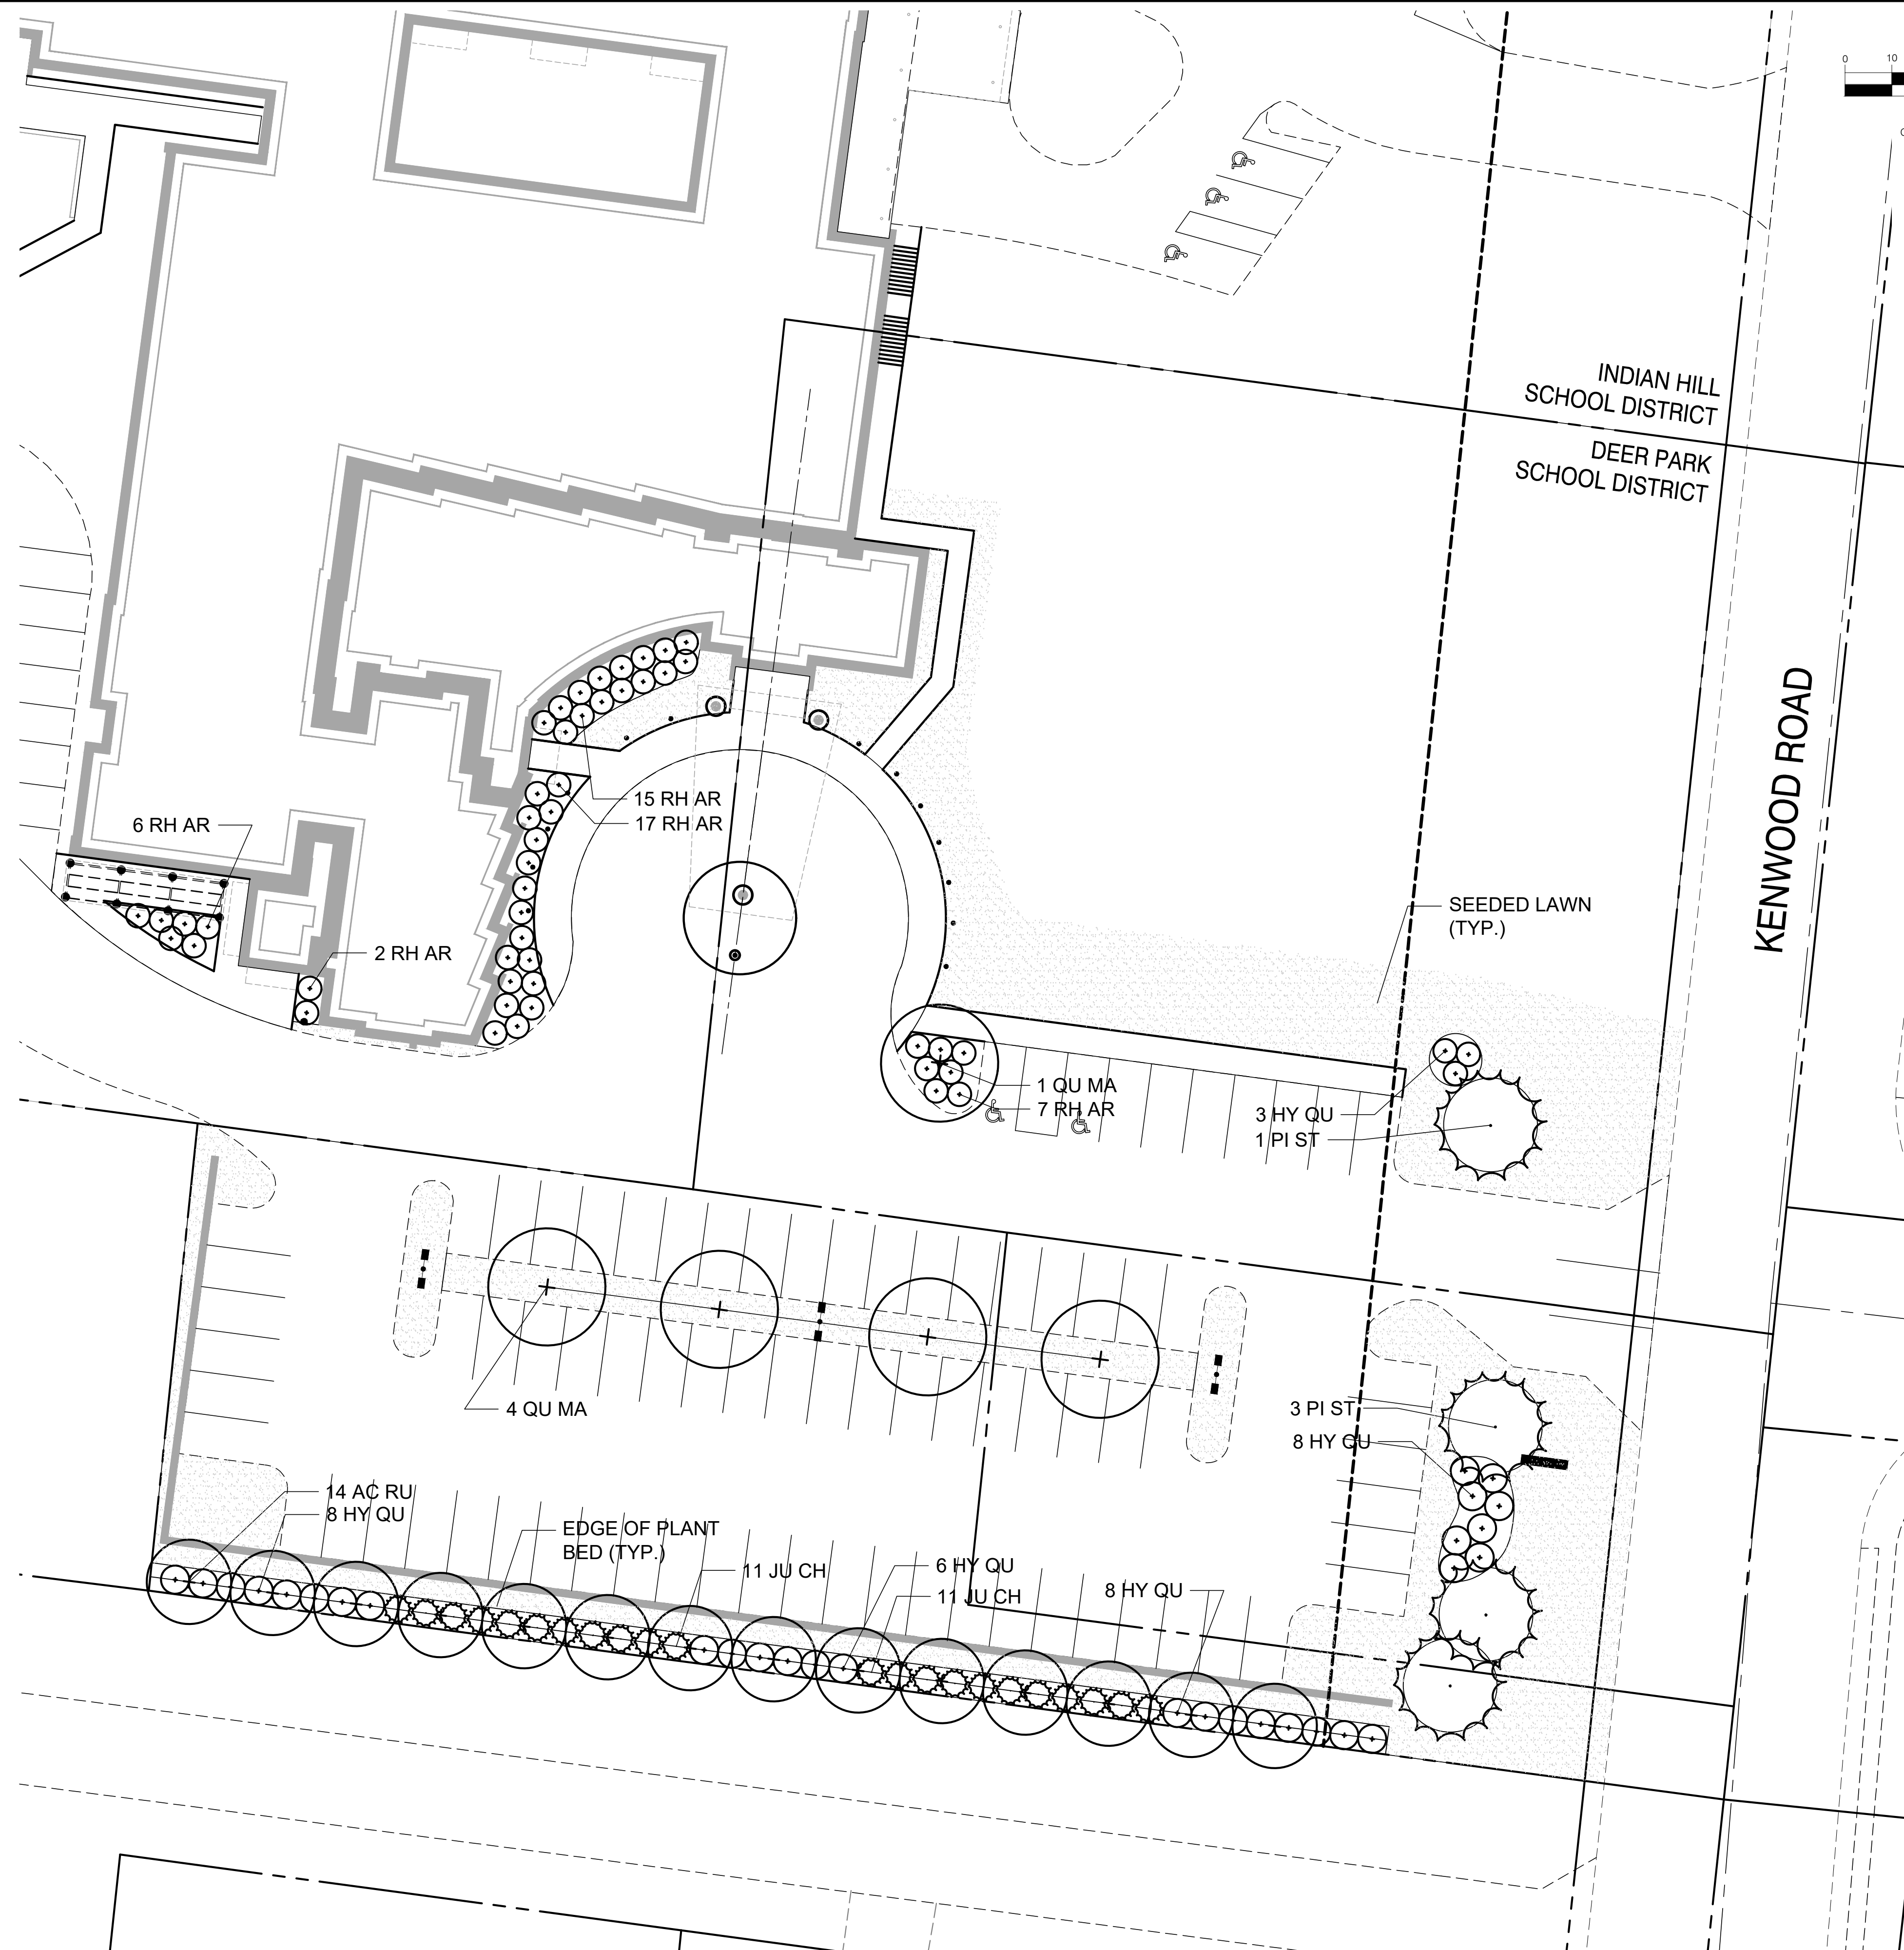 0 10
INDIAN HILL
SCHOOL DISTRICT
DEER PARK
SCHOOL DISTRICT
KENWOOD ROAD
15 RH AR
17 RH AR
6 RH AR
SEEDED LAWN
(TYP.)
2 RH AR
1 QU MA
7 RH AR
3 HY QU
1 PI ST
4 QU MA
3 PI ST
8 HY QU
14 AC RU
8 HY QU
EDGE OF PLANT
BED (TYP.)
11 JU CH
6 HY QU
11 JU CH
8 HY QU